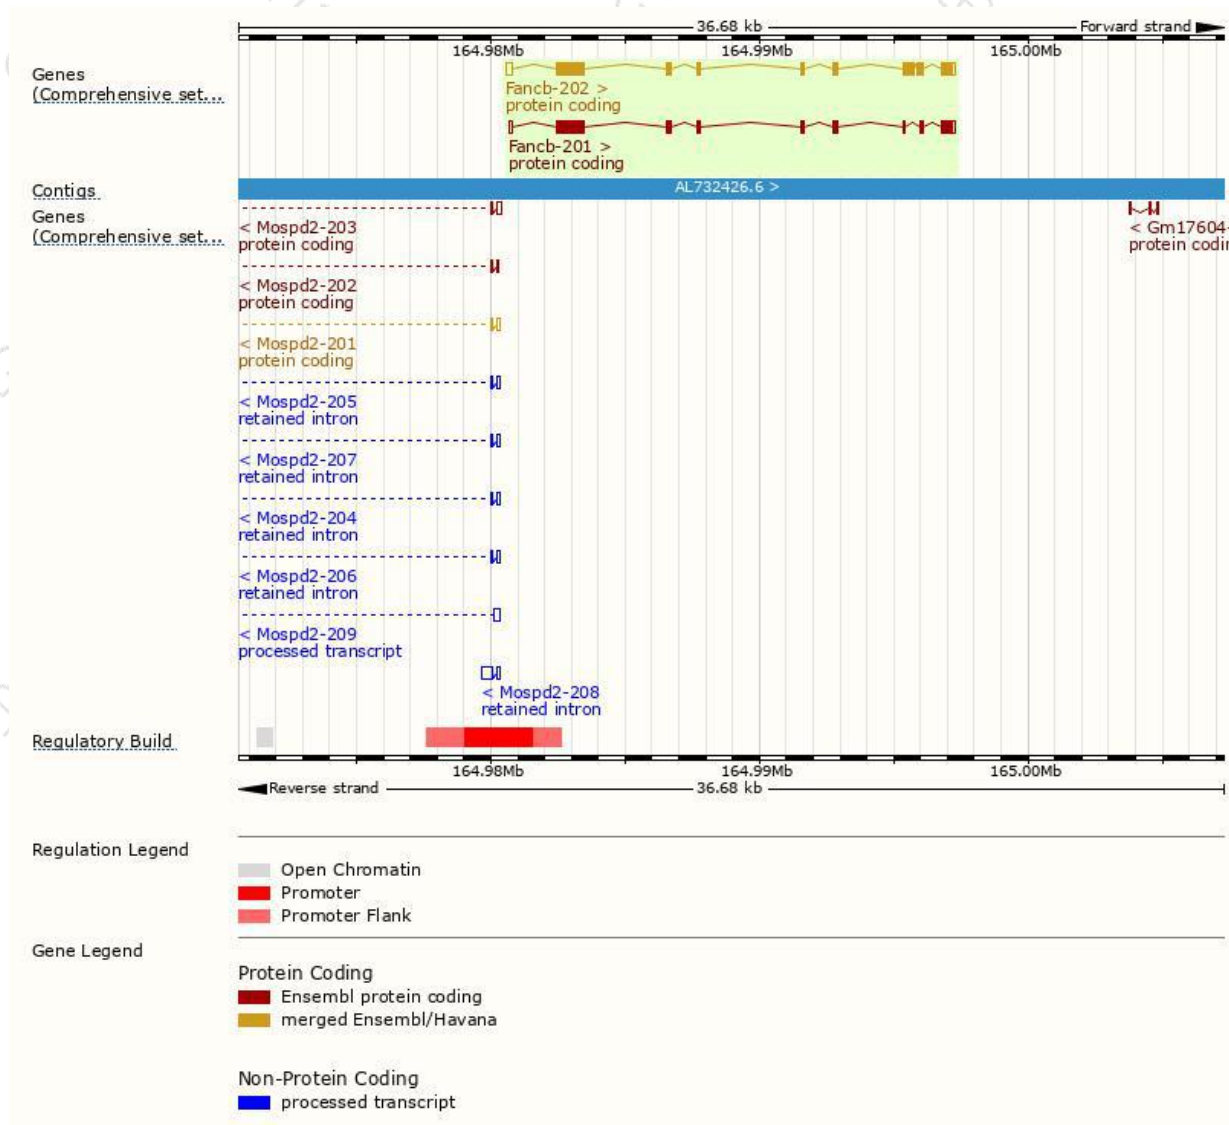 36.68 kb
Forward strand
164.98Mb 164.99Mb 165.00Mb
Genes
(Comprehensive set...
Fancb-202 >
protein coding
Fancb-201 >
protein coding
Contigs
AL732426.6 >
Genes
(Comprehensive set...
< Mospd2-203
protein coding
< Gm17604-
protein codin
< Mospd2-202
protein coding
< Mospd2-201
protein coding
< Mospd2-205
retained intron
< Mospd2-207
retained intron
< Mospd2-204
retained intron
< Mospd2-206
retained intron
< Mospd2-209
processed transcript
< Mospd2-208
retained intron
Regulatory Build
164.98Mb 164.99Mb 165.00Mb
Reverse strand
36.68 kb
Regulation Legend
Open Chromatin
Promoter
Promoter Flank
Gene Legend
Protein Coding
Ensembl protein coding
merged Ensembl/Havana
Non-Protein Coding
processed transcript